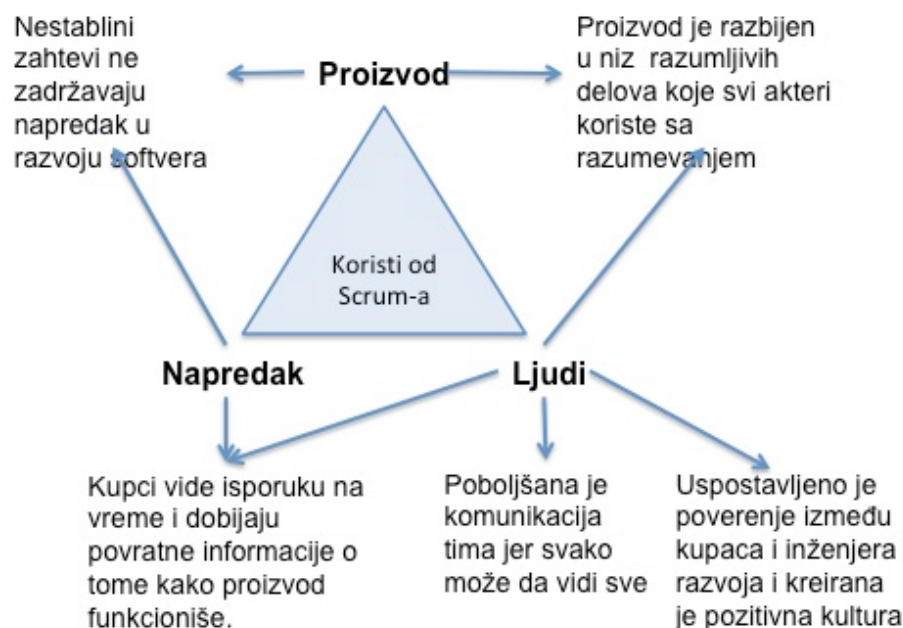 Nestablini
zahtevi ne
zadržavaju
napredak u
razvoju softvera
Proizvod
Proizvod je razbijen
u niz razumljivih
delova koje svi akteri
koriste sa
razumevanjem
Koristi od
Scrum-a
Napredak
Ljudi
Kupci vide isporuku na
vreme i dobijaju
povratne informacije o
tome kako proizvod
funkcioniše.
Poboljšana je
komunikacija
tima jer svako
može da vidi sve
Uspostavljeno je
poverenje između
kupaca i inženjera
razvoja i kreirana
je pozitivna kultura